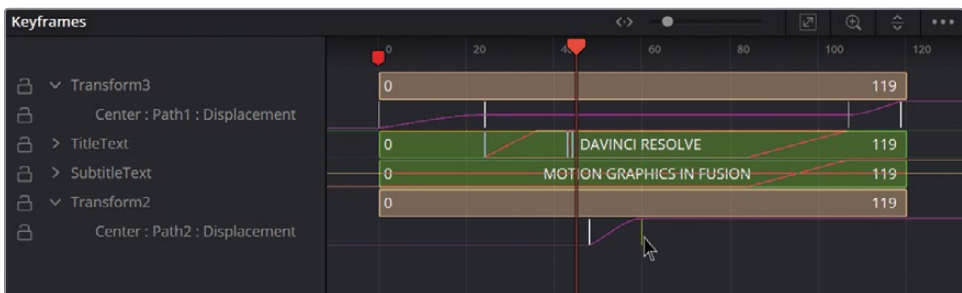 Keyframes
0 20 40 60 80 100 120
Transform3 0 119
Center : Path1 : Displacement
TitleText 0 DAVINCI RESOLVE 119
SubtitleText 0 MOTION GRAPHICS IN FUSION 119
Transform2 0 119
Center : Path2 : Displacement